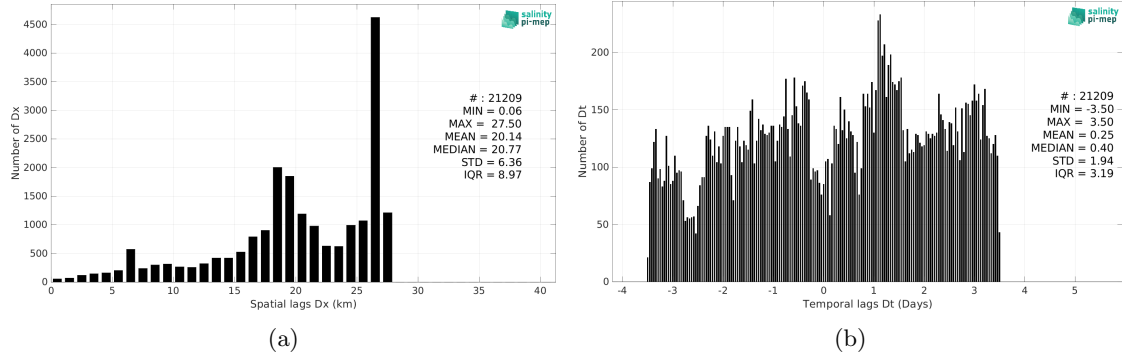 salinity
pi-mep
4500
4000
3500
3000
2500
2000
1500
1000
500
0
Number of Dx
# : 21209
MIN = 0.06
MAX = 27.50
MEAN = 20.14
MEDIAN = 20.77
STD = 6.36
IQR = 8.97
0 5 10 15 20 25 30 35 40
Spatial lags Dx (km)
(a)
salinity
pi-mep
200
150
100
50
0
Number of Dt
# : 21209
MIN = -3.50
MAX = 3.50
MEAN = 0.25
MEDIAN = 0.40
STD = 1.94
IQR = 3.19
-4 -3 -2 -1 0 1 2 3 4 5
Temporal lags Dt (Days)
(b)